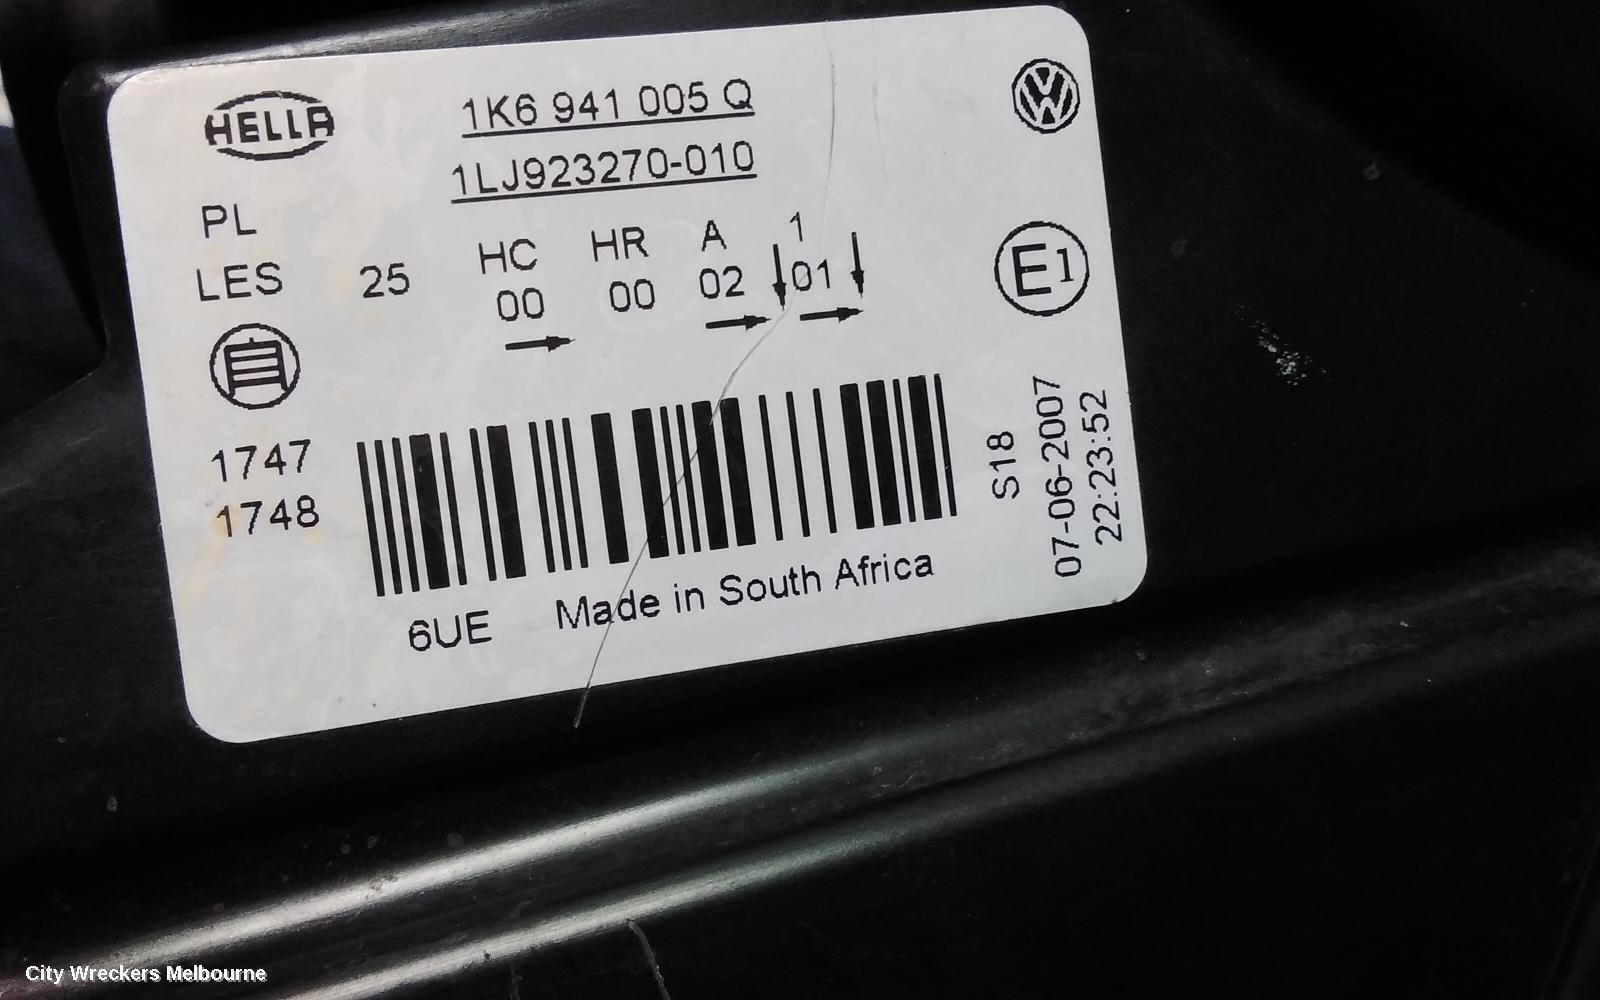 HELLA
1K6 941 005 Q
1LJ923270-010
PL
LES 25
HC HR A 1
00 00 02 01
E1
1747
1748
S18
07-06-2007
22:23:52
6UE Made in South Africa
City Wreckers Melbourne